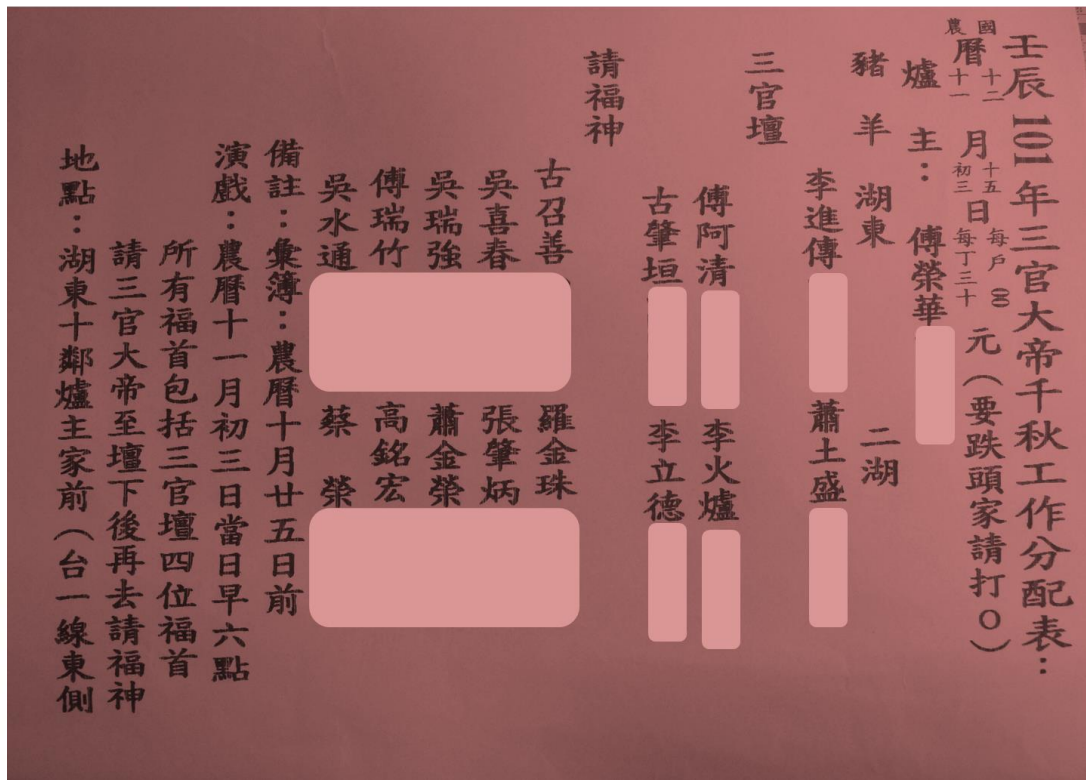 壬辰101年三官大帝千秋工作分配表：
國農曆十二十一月十五初三日每戶100每丁三十元（要跌頭家請打O）
爐主：傅榮華
豬羊 湖東 二湖
李進傳 蕭土盛
三官壇
傅阿清 李火爐
古肇垣 李立德
請福神
古召善 羅金珠
吳喜春 張肇炳
吳瑞強 蕭金榮
傅瑞竹 高銘宏
吳水通 蔡榮
備註：彙簿：農曆十月廿五日前
演戲：農曆十一月初三日當日早六點
所有福首包括三官壇四位福首
請三官大帝至壇下後再去請福神
地點：湖東十鄰爐主家前（台一線東側